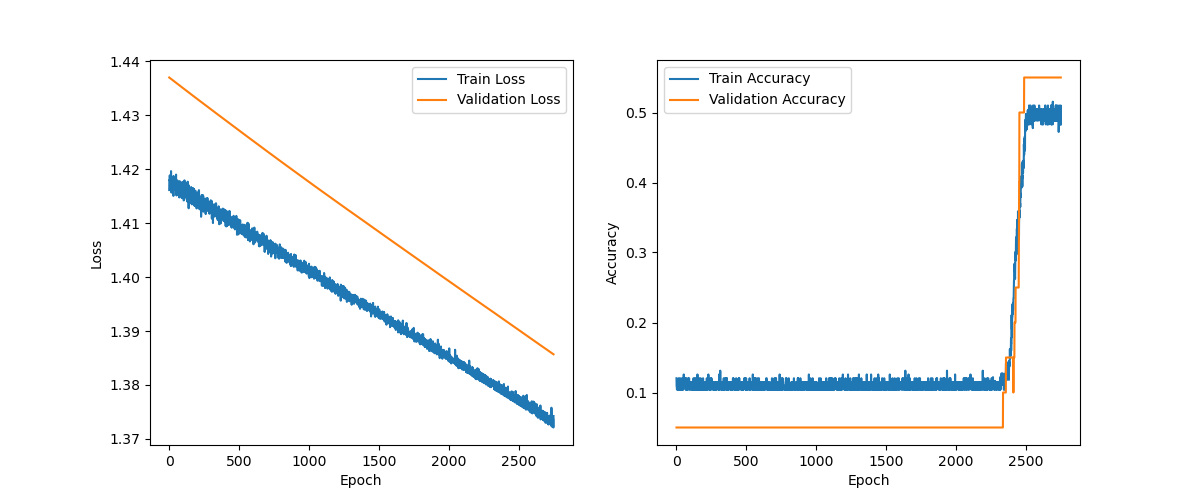 1.44
1.43
1.42
1.41
1.40
1.39
1.38
1.37
Loss
0 500 1000 1500 2000 2500
Epoch
Train Loss
Validation Loss
0.5
0.4
0.3
0.2
0.1
Accuracy
0 500 1000 1500 2000 2500
Epoch
Train Accuracy
Validation Accuracy